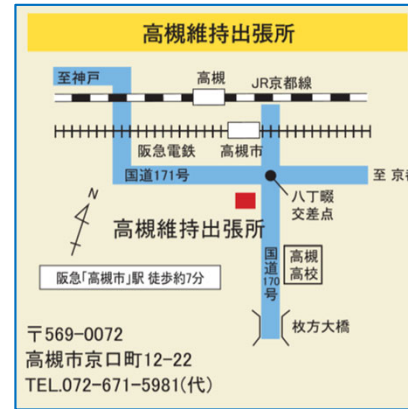 高槻維持出張所
至神戸
高槻
JR京都線
阪急電鉄
高槻市
国道171号
至 京都
八丁畷
交差点
N
高槻維持出張所
国道170号
高槻
高校
阪急「高槻市」駅 徒歩約7分
枚方大橋
〒569-0072
高槻市京口町12-22
TEL.072-671-5981(代)